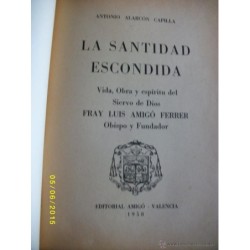 ANTONIO ALARCOS CAPILLA
LA SANTIDAD
ESCONDIDA
Vida, Obra y espíritu del
Siervo de Dios
FRAY LUIS AMIGÓ FERRER
Obispo y Fundador
EDITORIAL AMIGÓ - VALENCIA
05/06/2015